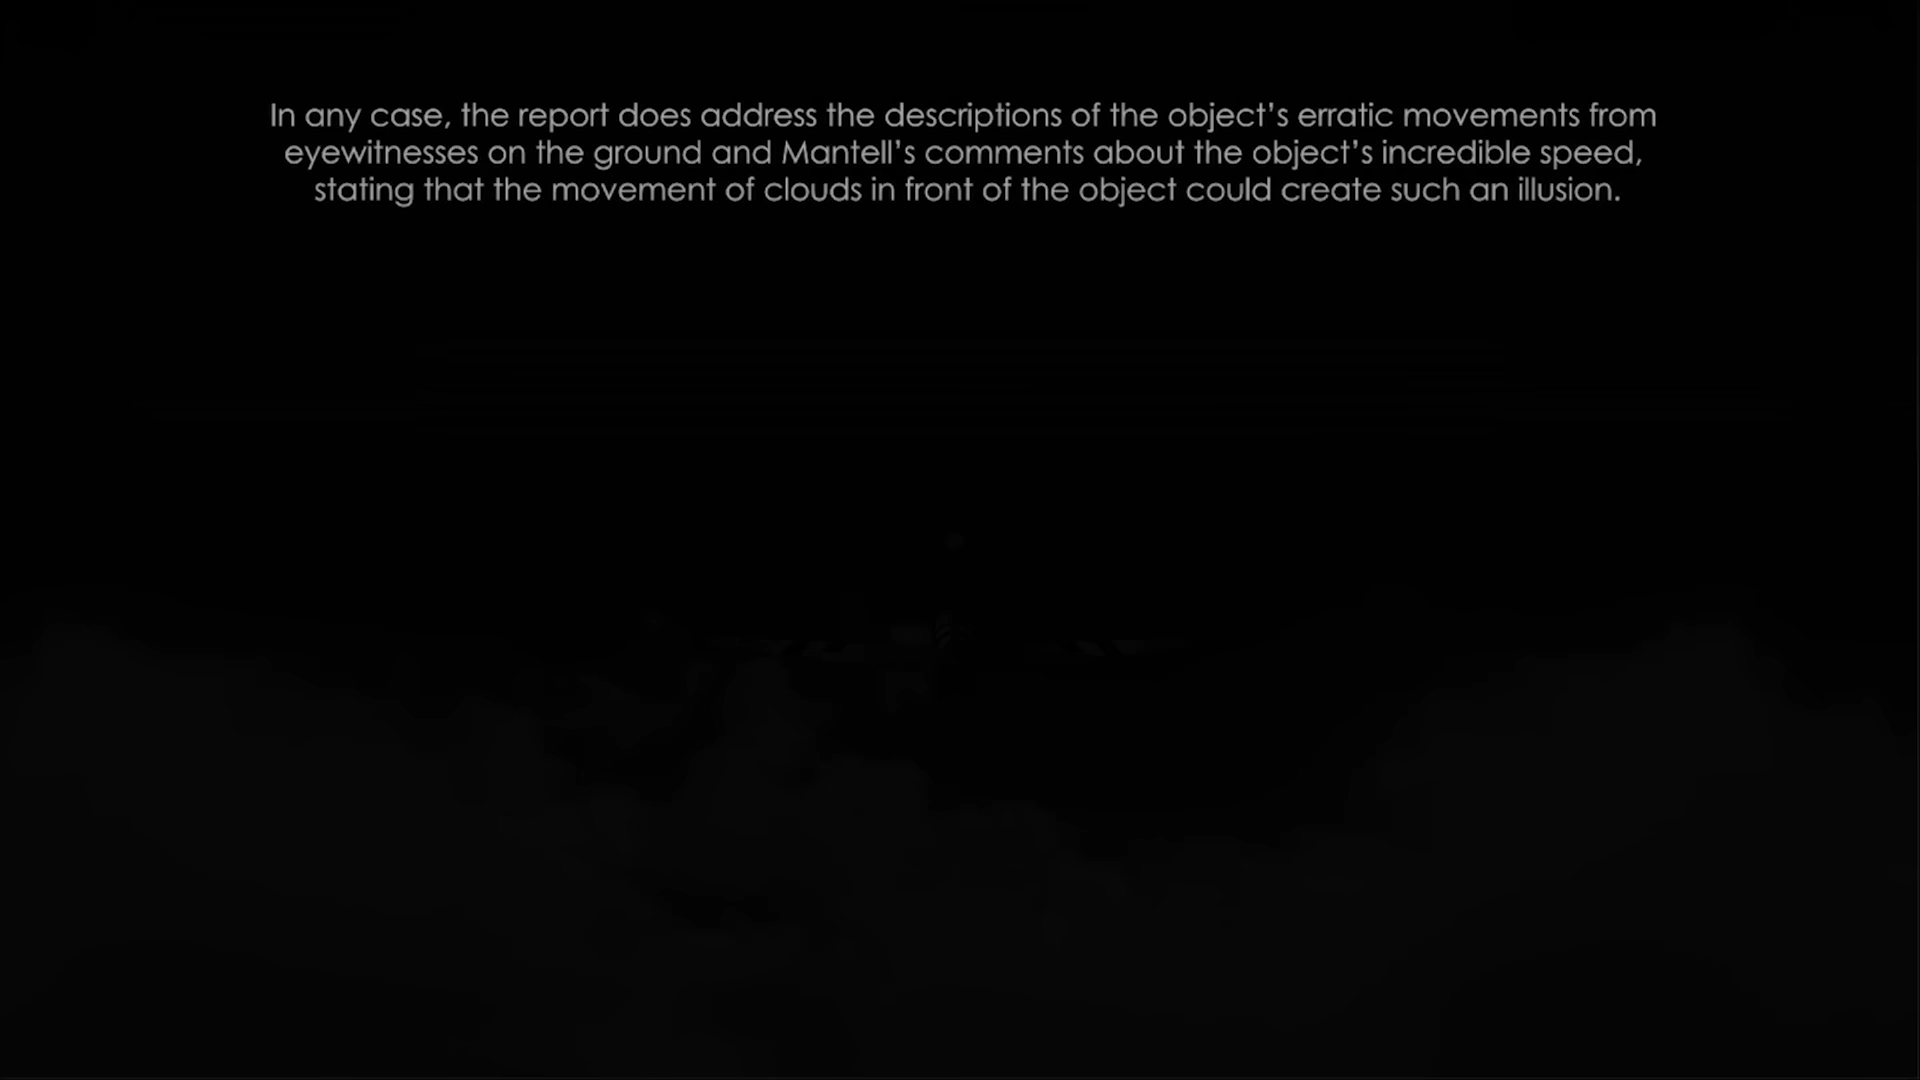 In any case, the report does address the descriptions of the object's erratic movements from
eyewitnesses on the ground and Mantell's comments about the object's incredible speed,
stating that the movement of clouds in front of the object could create such an illusion.